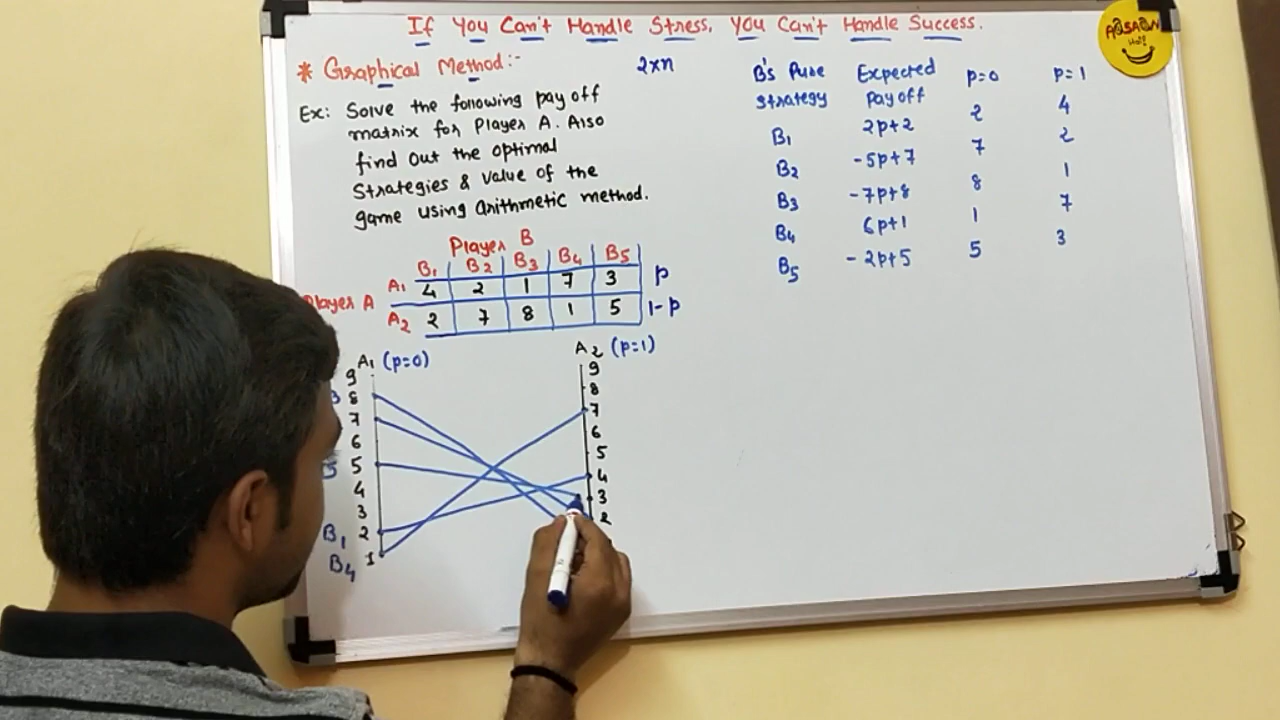 If You Can't Handle Stress, You Can't Handle Success.
* Graphical Method:- 2xn
Ex: Solve the following pay off
matrix for Player A. Also
find out the optimal
Strategies & value of the
game using arithmetic method.
Player B
B1 B2 B3 B4 B5
A1 4 2 1 7 3 p
Player A
A2 2 7 8 1 5 1-p
B's Pure Expected p=0 p=1
Strategy Pay off
B1 2p+2 2 4
B2 -5p+7 7 2
B3 -7p+8 8 1
B4 6p+1 1 7
B5 -2p+5 5 3
A1 (p=0) A2 (p=1)
9 9
8 8
7 7
6 6
5 5
4 4
3 3
B1 2 2
B4 1